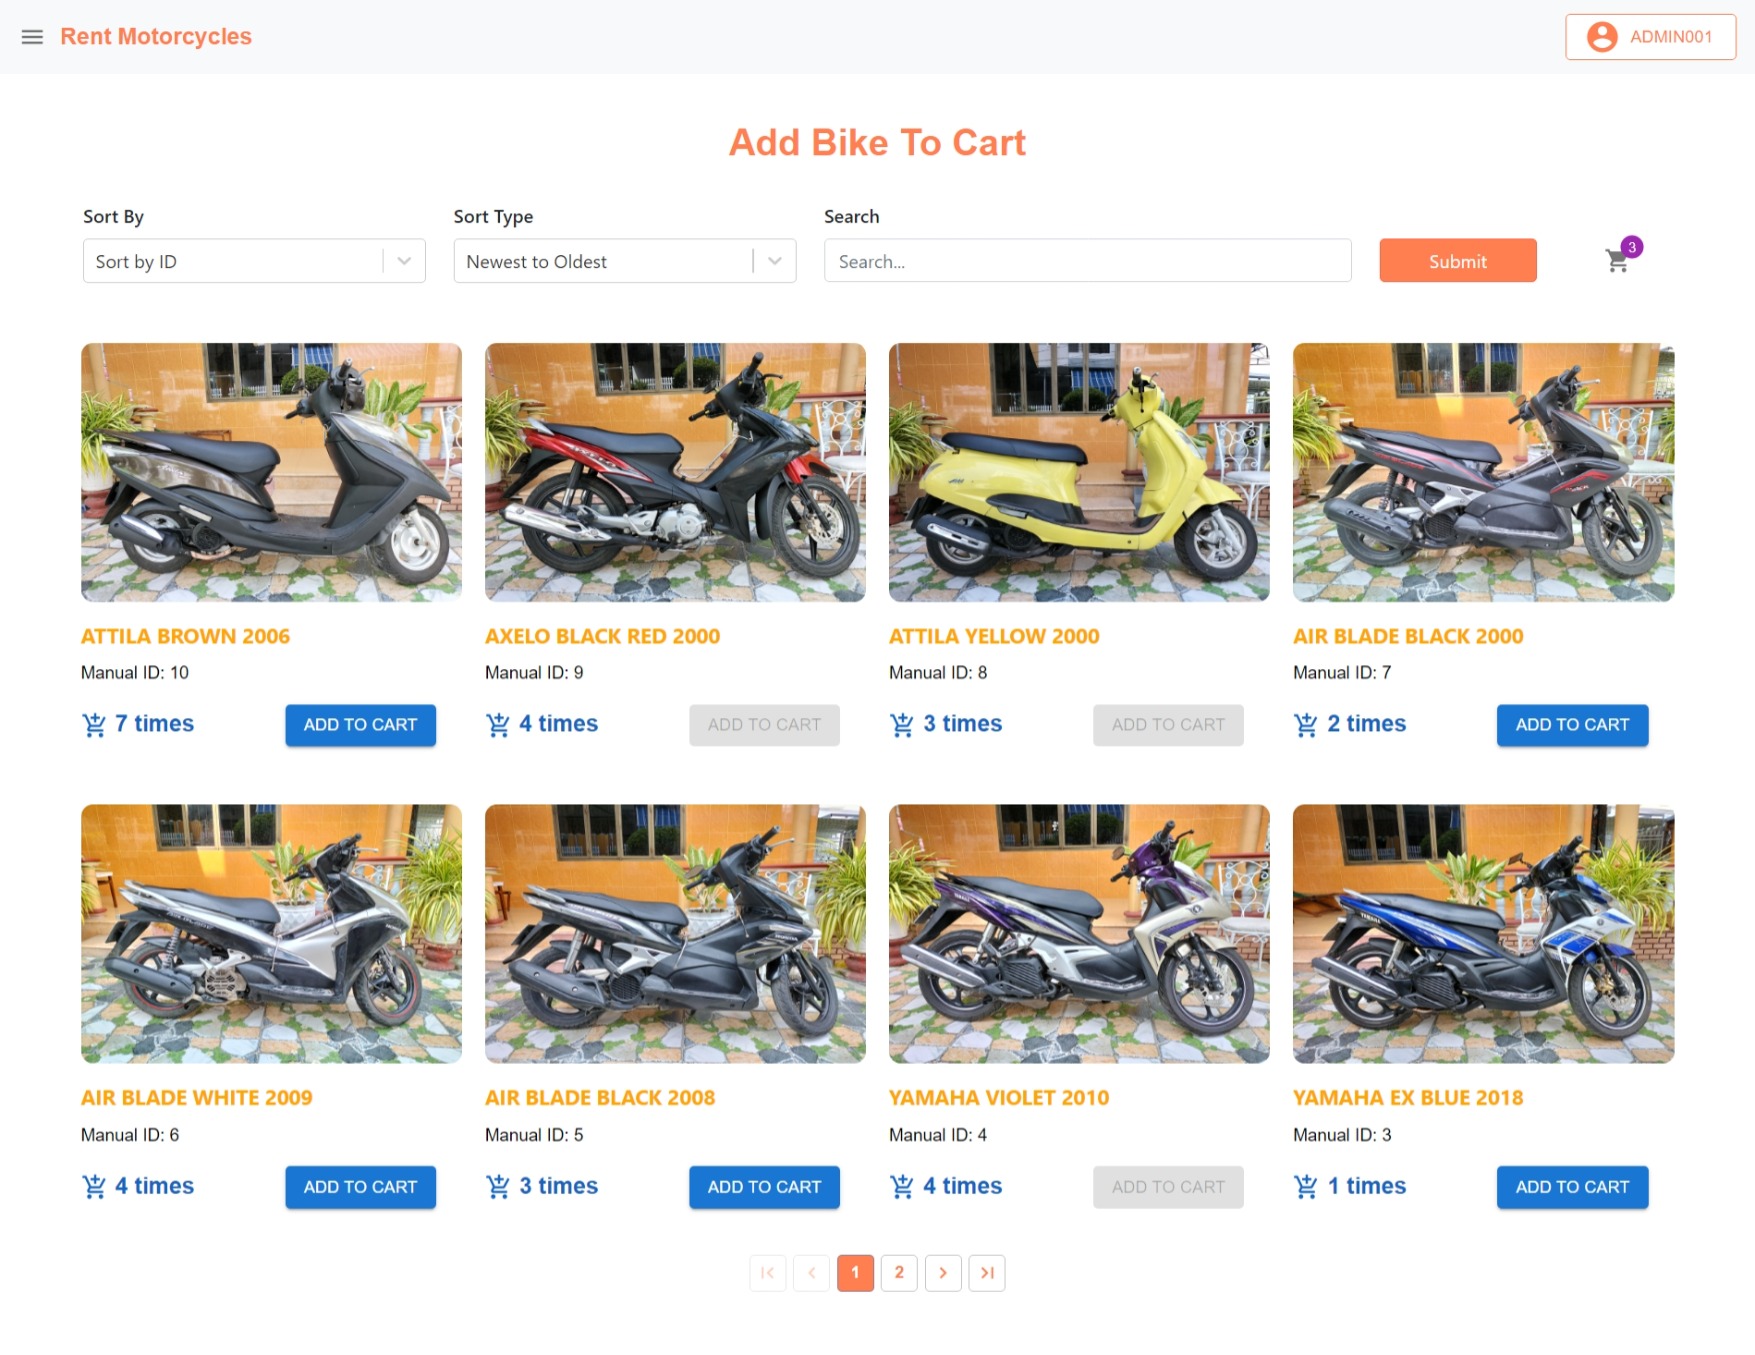 Rent Motorcycles
ADMIN001
Add Bike To Cart
Sort By
Sort Type
Search
Sort by ID
Newest to Oldest
Search...
Submit
3
ATTILA BROWN 2006
AXELO BLACK RED 2000
ATTILA YELLOW 2000
AIR BLADE BLACK 2000
Manual ID: 10
Manual ID: 9
Manual ID: 8
Manual ID: 7
7 times
ADD TO CART
4 times
ADD TO CART
3 times
ADD TO CART
2 times
ADD TO CART
AIR BLADE WHITE 2009
AIR BLADE BLACK 2008
YAMAHA VIOLET 2010
YAMAHA EX BLUE 2018
Manual ID: 6
Manual ID: 5
Manual ID: 4
Manual ID: 3
4 times
ADD TO CART
3 times
ADD TO CART
4 times
ADD TO CART
1 times
ADD TO CART
1
2